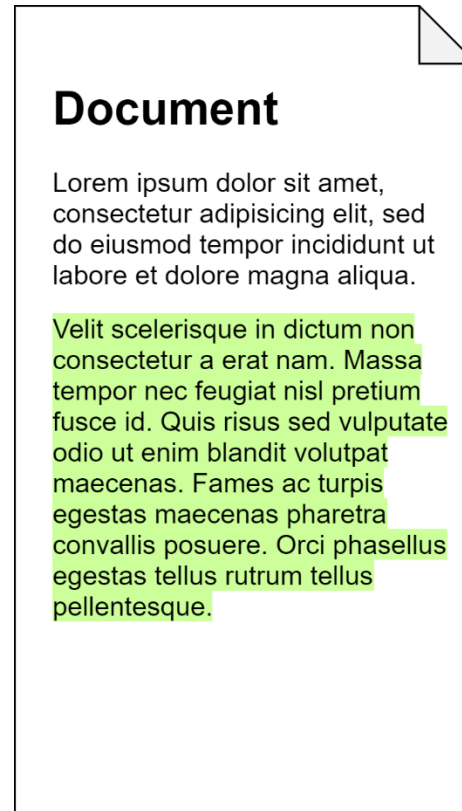 Document
Lorem ipsum dolor sit amet,
consectetur adipisicing elit, sed
do eiusmod tempor incididunt ut
labore et dolore magna aliqua.
Velit scelerisque in dictum non
consectetur a erat nam. Massa
tempor nec feugiat nisl pretium
fusce id. Quis risus sed vulputate
odio ut enim blandit volutpat
maecenas. Fames ac turpis
egestas maecenas pharetra
convallis posuere. Orci phasellus
egestas tellus rutrum tellus
pellentesque.